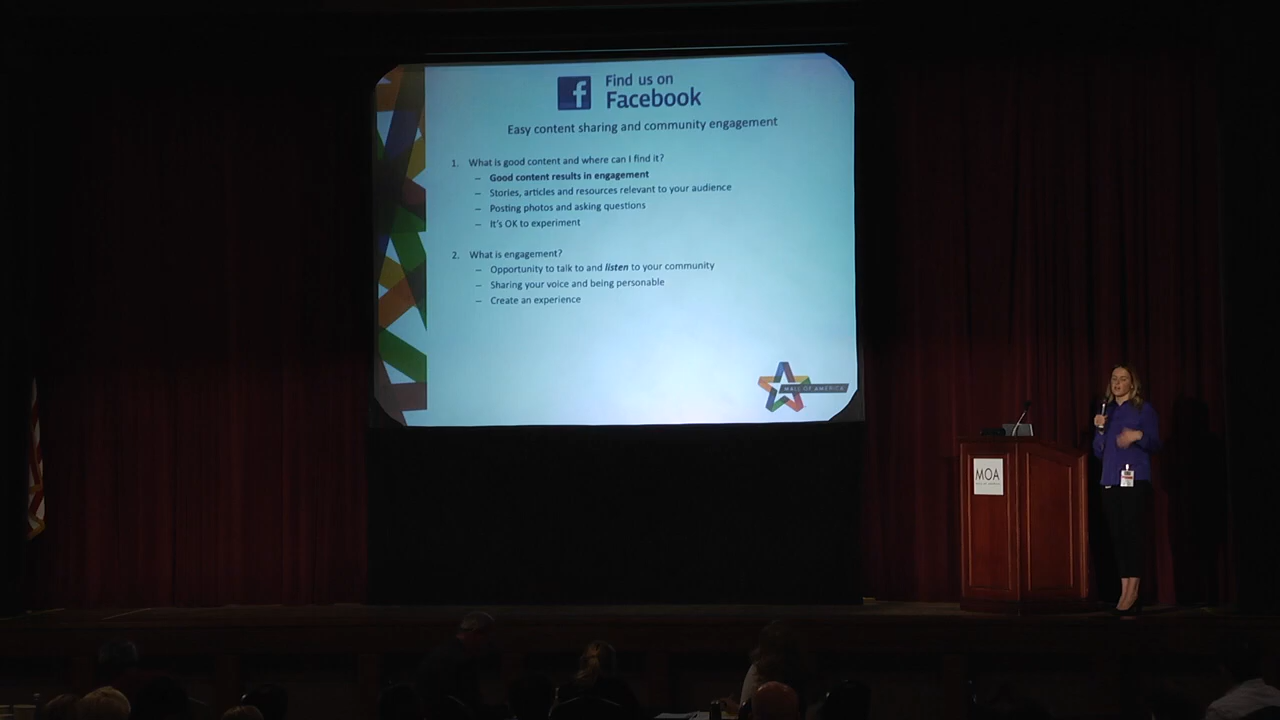 f Find us on
Facebook
Easy content sharing and community engagement
1. What is good content and where can I find it?
– Good content results in engagement
– Stories, articles and resources relevant to your audience
– Posting photos and asking questions
– It's OK to experiment
2. What is engagement?
– Opportunity to talk to and listen to your community
– Sharing your voice and being personable
– Create an experience
MALL OF AMERICA
MOA